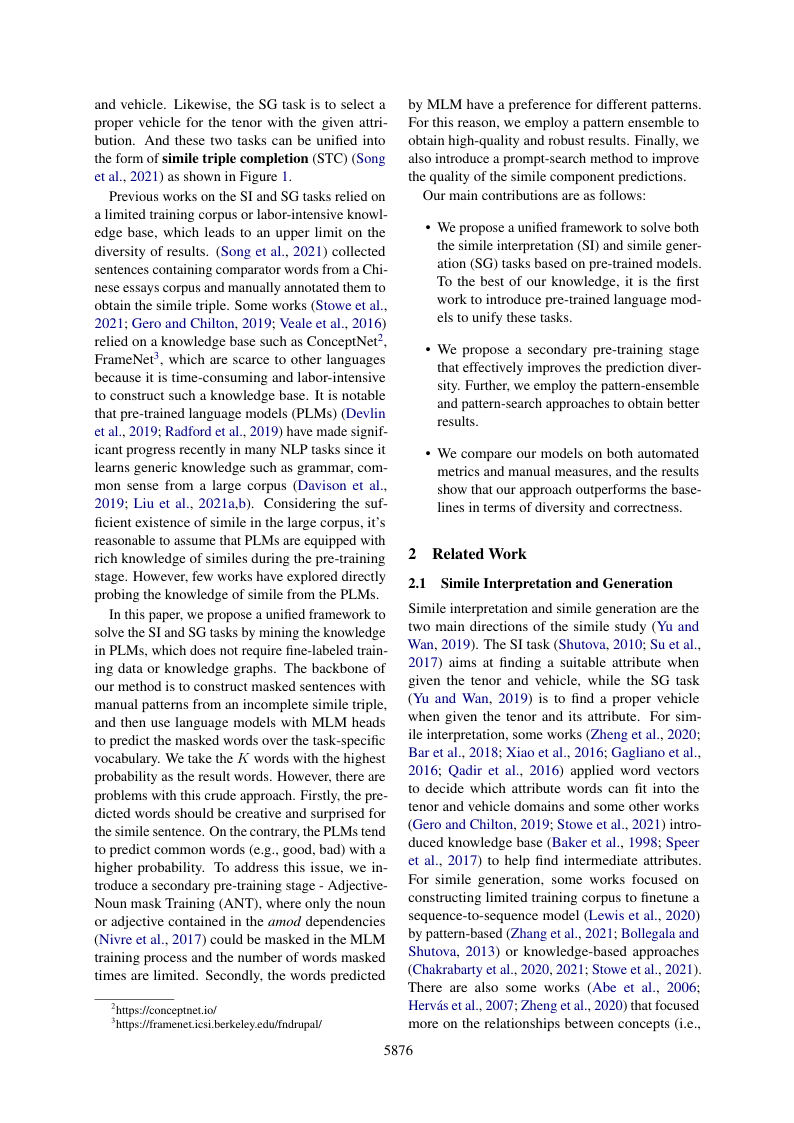 and vehicle. Likewise, the SG task is to select a
proper vehicle for the tenor with the given attri-
bution. And these two tasks can be unified into
the form of simile triple completion (STC) (Song
et al., 2021) as shown in Figure 1.
Previous works on the SI and SG tasks relied on
a limited training corpus or labor-intensive knowl-
edge base, which leads to an upper limit on the
diversity of results. (Song et al., 2021) collected
sentences containing comparator words from a Chi-
nese essays corpus and manually annotated them to
obtain the simile triple. Some works (Stowe et al.,
2021; Gero and Chilton, 2019; Veale et al., 2016)
relied on a knowledge base such as ConceptNet2,
FrameNet3, which are scarce to other languages
because it is time-consuming and labor-intensive
to construct such a knowledge base. It is notable
that pre-trained language models (PLMs) (Devlin
et al., 2019; Radford et al., 2019) have made signif-
icant progress recently in many NLP tasks since it
learns generic knowledge such as grammar, com-
mon sense from a large corpus (Davison et al.,
2019; Liu et al., 2021a,b). Considering the suf-
ficient existence of simile in the large corpus, it's
reasonable to assume that PLMs are equipped with
rich knowledge of similes during the pre-training
stage. However, few works have explored directly
probing the knowledge of simile from the PLMs.
In this paper, we propose a unified framework to
solve the SI and SG tasks by mining the knowledge
in PLMs, which does not require fine-labeled train-
ing data or knowledge graphs. The backbone of
our method is to construct masked sentences with
manual patterns from an incomplete simile triple,
and then use language models with MLM heads
to predict the masked words over the task-specific
vocabulary. We take the K words with the highest
probability as the result words. However, there are
problems with this crude approach. Firstly, the pre-
dicted words should be creative and surprised for
the simile sentence. On the contrary, the PLMs tend
to predict common words (e.g., good, bad) with a
higher probability. To address this issue, we in-
troduce a secondary pre-training stage - Adjective-
Noun mask Training (ANT), where only the noun
or adjective contained in the amod dependencies
(Nivre et al., 2017) could be masked in the MLM
training process and the number of words masked
times are limited. Secondly, the words predicted
2https://conceptnet.io/
3https://framenet.icsi.berkeley.edu/fndrupal/
by MLM have a preference for different patterns.
For this reason, we employ a pattern ensemble to
obtain high-quality and robust results. Finally, we
also introduce a prompt-search method to improve
the quality of the simile component predictions.
Our main contributions are as follows:
• We propose a unified framework to solve both
the simile interpretation (SI) and simile gener-
ation (SG) tasks based on pre-trained models.
To the best of our knowledge, it is the first
work to introduce pre-trained language mod-
els to unify these tasks.
• We propose a secondary pre-training stage
that effectively improves the prediction diver-
sity. Further, we employ the pattern-ensemble
and pattern-search approaches to obtain better
results.
• We compare our models on both automated
metrics and manual measures, and the results
show that our approach outperforms the base-
lines in terms of diversity and correctness.
2 Related Work
2.1 Simile Interpretation and Generation
Simile interpretation and simile generation are the
two main directions of the simile study (Yu and
Wan, 2019). The SI task (Shutova, 2010; Su et al.,
2017) aims at finding a suitable attribute when
given the tenor and vehicle, while the SG task
(Yu and Wan, 2019) is to find a proper vehicle
when given the tenor and its attribute. For sim-
ile interpretation, some works (Zheng et al., 2020;
Bar et al., 2018; Xiao et al., 2016; Gagliano et al.,
2016; Qadir et al., 2016) applied word vectors
to decide which attribute words can fit into the
tenor and vehicle domains and some other works
(Gero and Chilton, 2019; Stowe et al., 2021) intro-
duced knowledge base (Baker et al., 1998; Speer
et al., 2017) to help find intermediate attributes.
For simile generation, some works focused on
constructing limited training corpus to finetune a
sequence-to-sequence model (Lewis et al., 2020)
by pattern-based (Zhang et al., 2021; Bollegala and
Shutova, 2013) or knowledge-based approaches
(Chakrabarty et al., 2020, 2021; Stowe et al., 2021).
There are also some works (Abe et al., 2006;
Hervás et al., 2007; Zheng et al., 2020) that focused
more on the relationships between concepts (i.e.,
5876